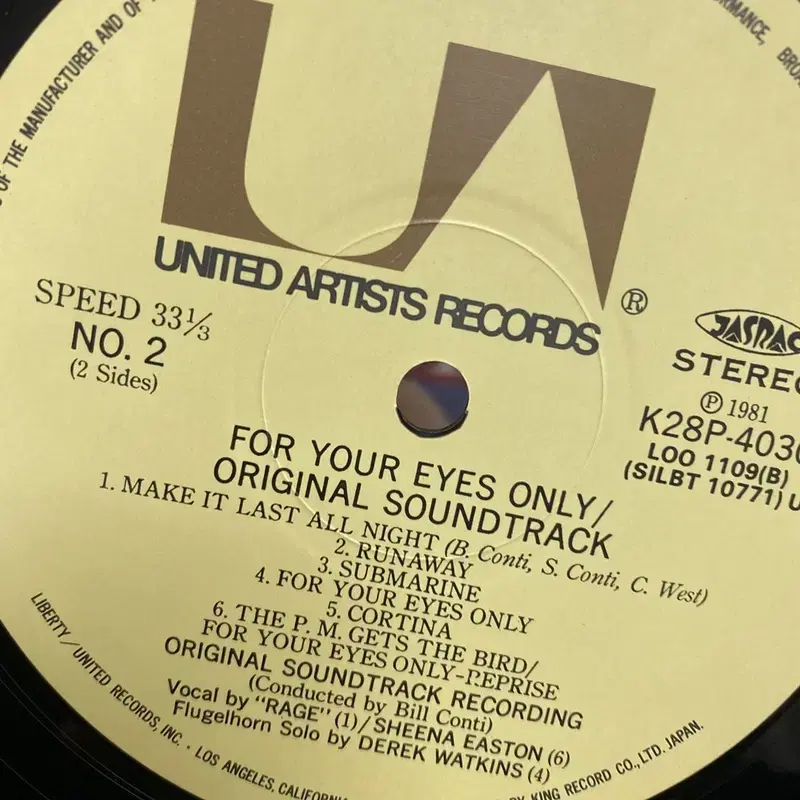 OF THE MANUFACTURER AND OF
UA
UNITED ARTISTS RECORDS ®
SPEED 33⅓
NO. 2
(2 Sides)
JASRAC
STEREO
Ⓟ 1981
K28P-403
LOO 1109(B)
(SILBT 10771) U
FOR YOUR EYES ONLY/
ORIGINAL SOUNDTRACK
1. MAKE IT LAST ALL NIGHT (B. Conti, S. Conti, C. West)
2. RUNAWAY
3. SUBMARINE
4. FOR YOUR EYES ONLY
5. CORTINA
6. THE P. M. GETS THE BIRD/
FOR YOUR EYES ONLY-REPRISE
ORIGINAL SOUNDTRACK RECORDING
(Conducted by Bill Conti)
Vocal by "RAGE" (1)/SHEENA EASTON (6)
Flugelhorn Solo by DEREK WATKINS (4)
LIBERTY/UNITED RECORDS, INC. · LOS ANGELES, CALIFORNIA
BY KING RECORD CO., LTD. JAPAN.